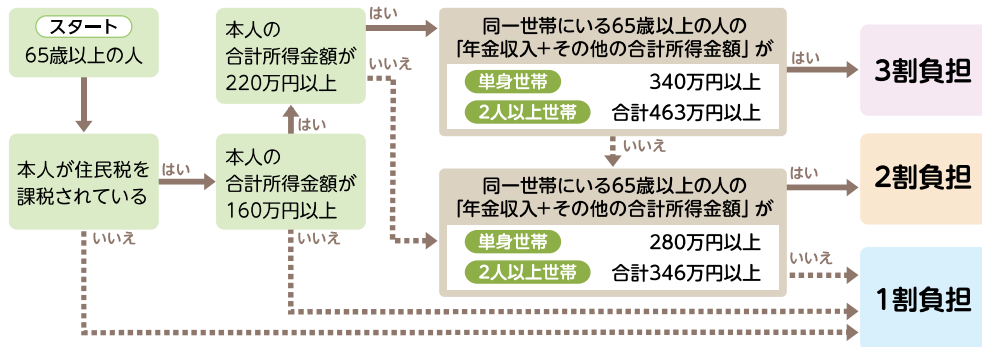 スタート
65歳以上の人
本人が住民税を
課税されている
はい
いいえ
本人の
合計所得金額が
160万円以上
はい
いいえ
本人の
合計所得金額が
220万円以上
はい
いいえ
同一世帯にいる65歳以上の人の
「年金収入+その他の合計所得金額」が
単身世帯 340万円以上
2人以上世帯 合計463万円以上
はい
いいえ
同一世帯にいる65歳以上の人の
「年金収入+その他の合計所得金額」が
単身世帯 280万円以上
2人以上世帯 合計346万円以上
はい
いいえ
3割負担
2割負担
1割負担